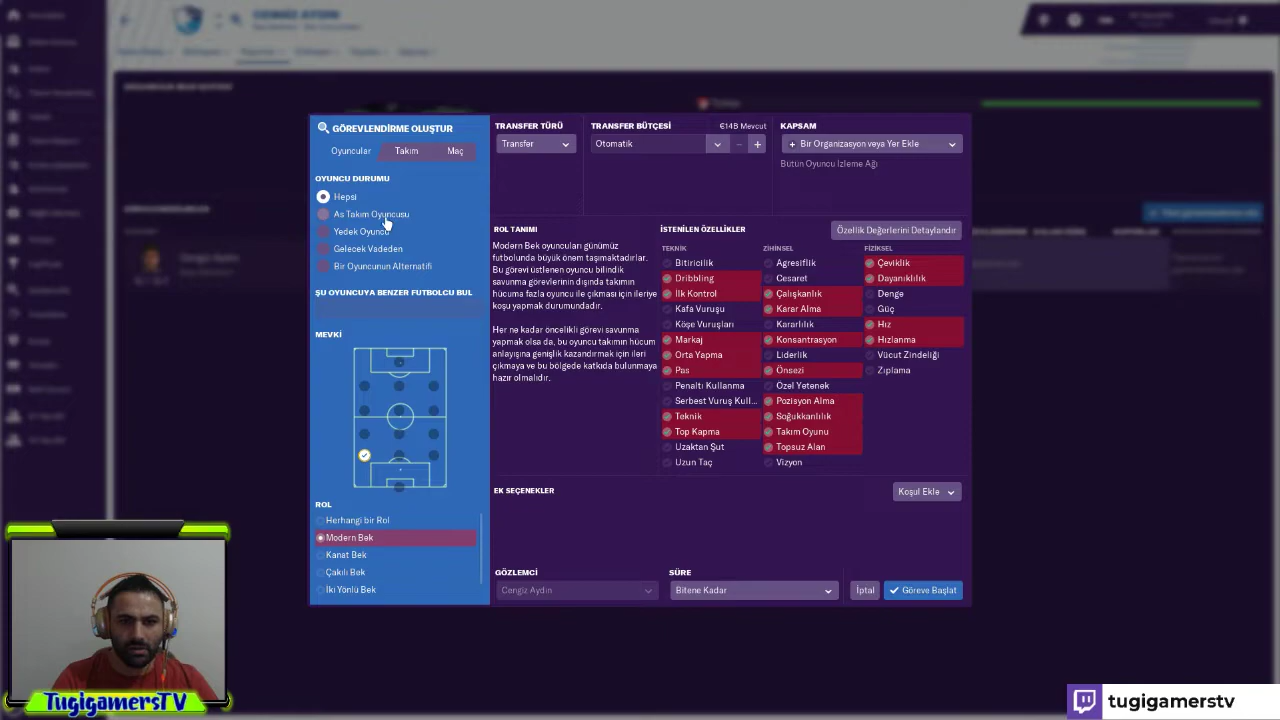 CENGİZ AYDIN
GÖREVLENDİRME OLUŞTUR
Oyuncular
Takım
Maç
OYUNCU DURUMU
Hepsi
As Takım Oyuncusu
Yedek Oyuncu
Gelecek Vadeden
Bir Oyuncunun Alternatifi
ŞU OYUNCUYA BENZER FUTBOLCU BUL
MEVKİ
ROL
Herhangi bir Rol
Modern Bek
Kanat Bek
Çakılı Bek
İki Yönlü Bek
TRANSFER TÜRÜ
Transfer
TRANSFER BÜTÇESİ
€14B Mevcut
Otomatik
KAPSAM
+ Bir Organizasyon veya Yer Ekle
Bütün Oyuncu İzleme Ağı
ROL TANIMI
Modern Bek oyuncuları günümüz
futbolunda büyük önem taşımaktadırlar.
Bu görevi üstlenen oyuncu bilindik
savunma görevlerinin dışında takımın
hücuma fazla oyuncu ile çıkması için ileriye
koşu yapmak durumundadır.
Her ne kadar öncelikli görevi savunma
yapmak olsa da, bu oyuncu takımın hücum
anlayışına genişlik kazandırmak için ileri
çıkmaya ve bu bölgede katkıda bulunmaya
hazır olmalıdır.
İSTENİLEN ÖZELLİKLER
Özellik Değerlerini Detaylandır
TEKNİK
Bitiricilik
Dribbling
İlk Kontrol
Kafa Vuruşu
Köşe Vuruşları
Markaj
Orta Yapma
Pas
Penaltı Kullanma
Serbest Vuruş Kull...
Teknik
Top Kapma
Uzaktan Şut
Uzun Taç
ZİHİNSEL
Agresiflik
Cesaret
Çalışkanlık
Karar Alma
Kararlılık
Konsantrasyon
Liderlik
Önsezi
Özel Yetenek
Pozisyon Alma
Soğukkanlılık
Takım Oyunu
Topsuz Alan
Vizyon
FİZİKSEL
Çeviklik
Dayanıklılık
Denge
Güç
Hız
Hızlanma
Vücut Zindeliği
Zıplama
EK SEÇENEKLER
Koşul Ekle
GÖZLEMCİ
Cengiz Aydın
SÜRE
Bitene Kadar
İptal
Göreve Başlat
TugigamersTV
tugigamerstv